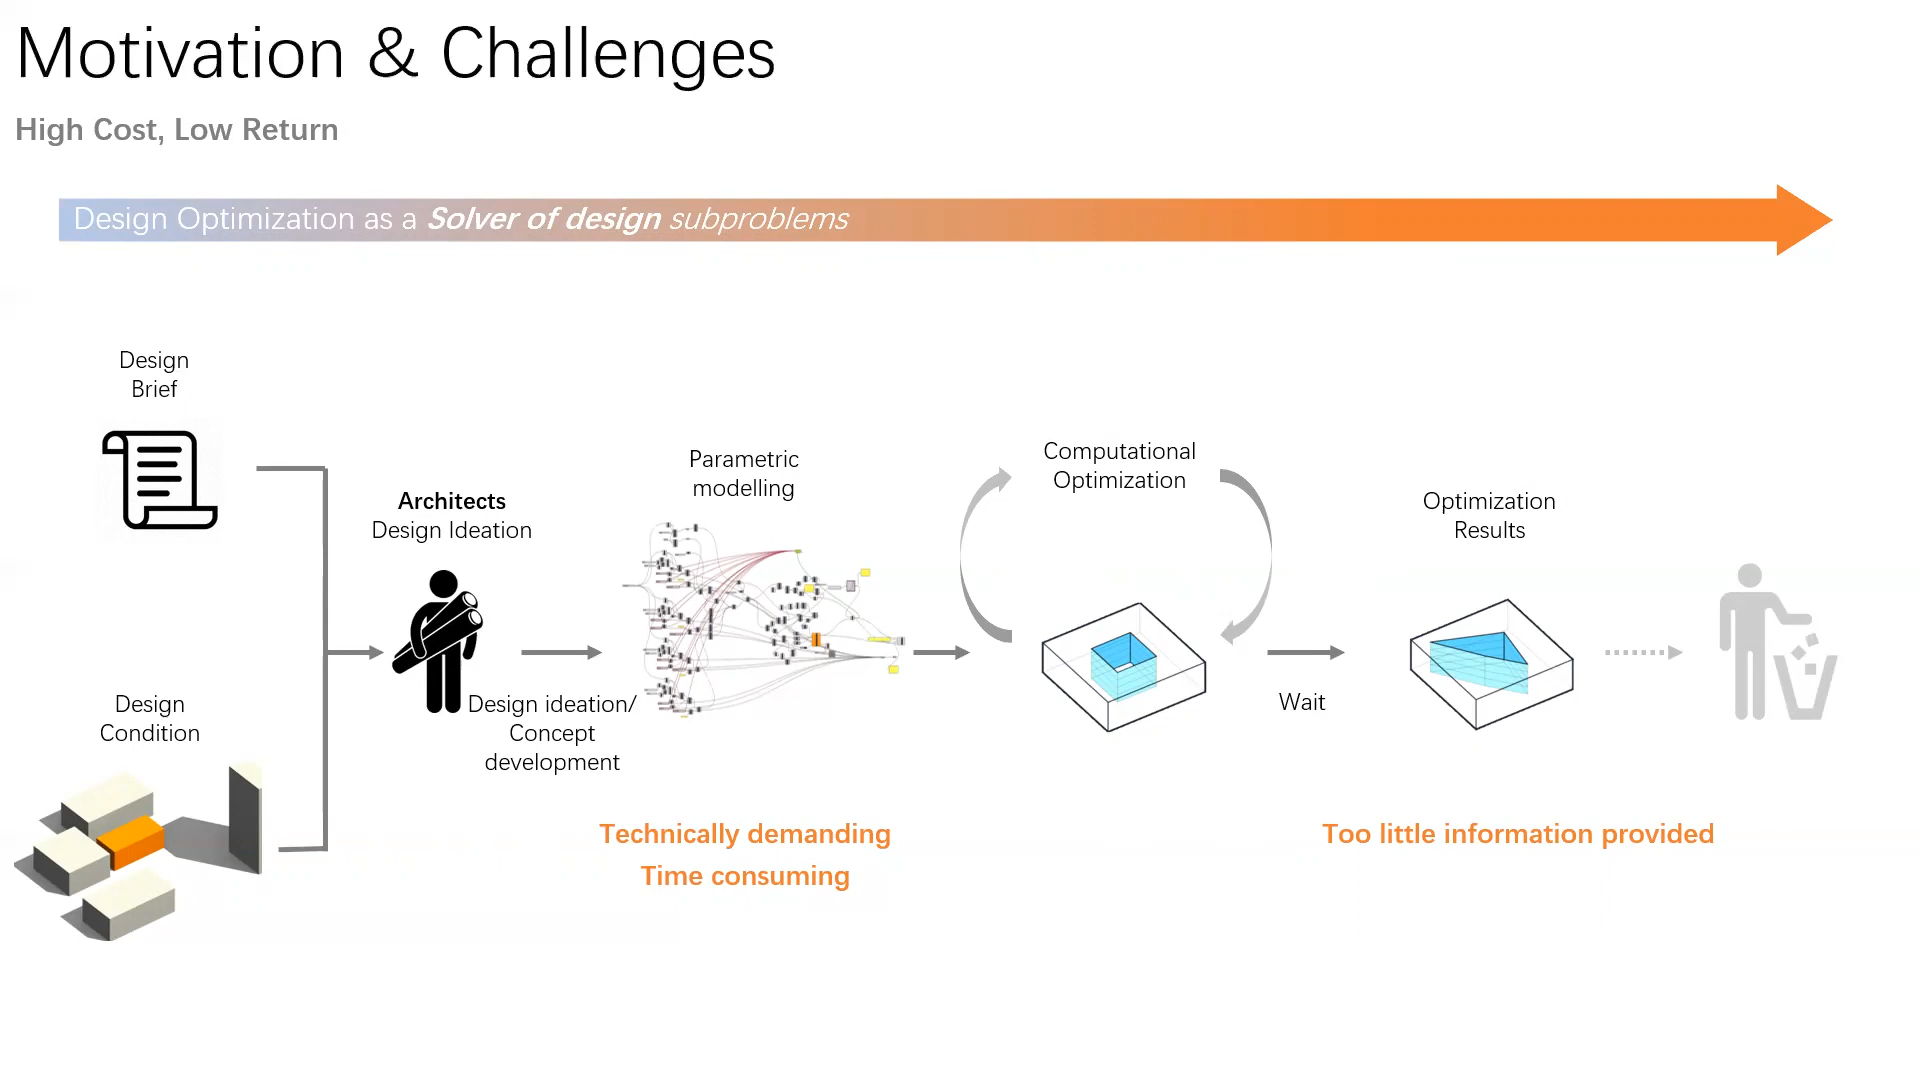 Motivation & Challenges
High Cost, Low Return
Design Optimization as a Solver of design subproblems
Design
Brief
Design
Condition
Architects
Design Ideation
Design ideation/
Concept
development
Parametric
modelling
Technically demanding
Time consuming
Computational
Optimization
Wait
Optimization
Results
Too little information provided